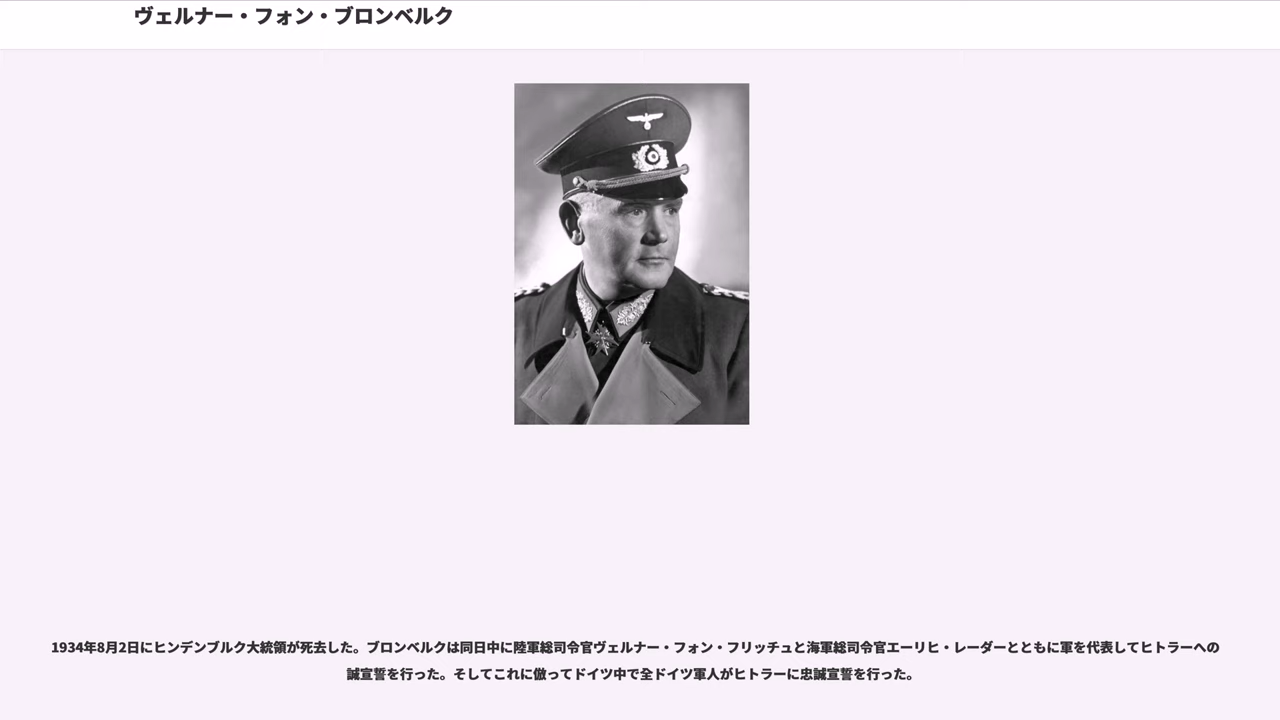 ヴェルナー・フォン・ブロンベルク
1934年8月2日にヒンデンブルク大統領が死去した。ブロンベルクは同日中に陸軍総司令官ヴェルナー・フォン・フリッチュと海軍総司令官エーリヒ・レーダーとともに軍を代表してヒトラーへの
誠宣誓を行った。そしてこれに倣ってドイツ中で全ドイツ軍人がヒトラーに忠誠宣誓を行った。